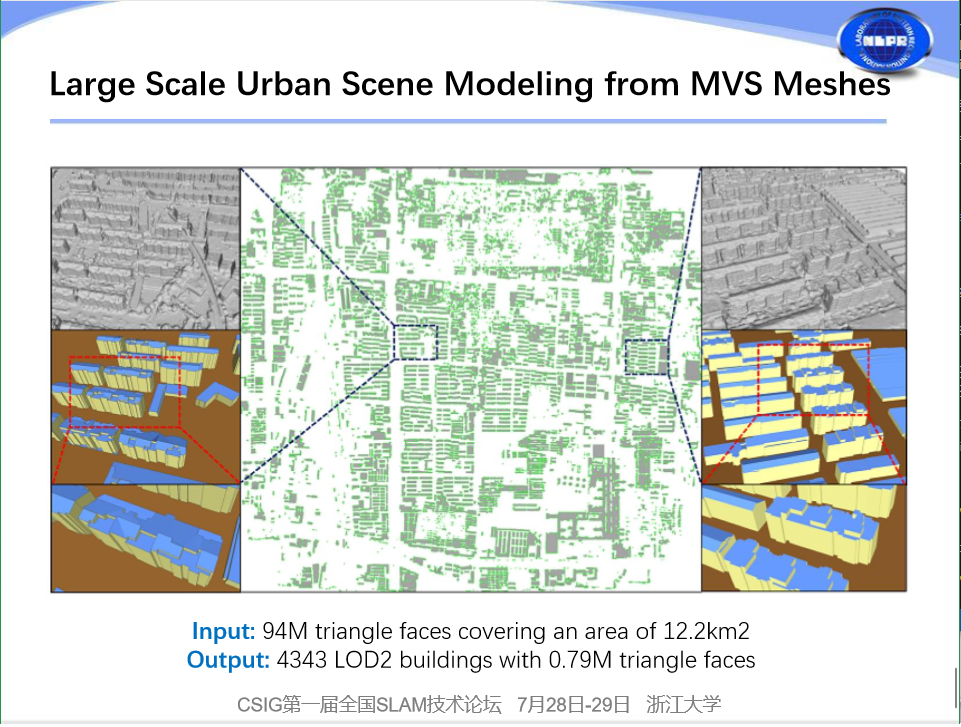 NLPR
Large Scale Urban Scene Modeling from MVS Meshes
Input: 94M triangle faces covering an area of 12.2km2
Output: 4343 LOD2 buildings with 0.79M triangle faces
CSIG第一届全国SLAM技术论坛 7月28日-29日 浙江大学